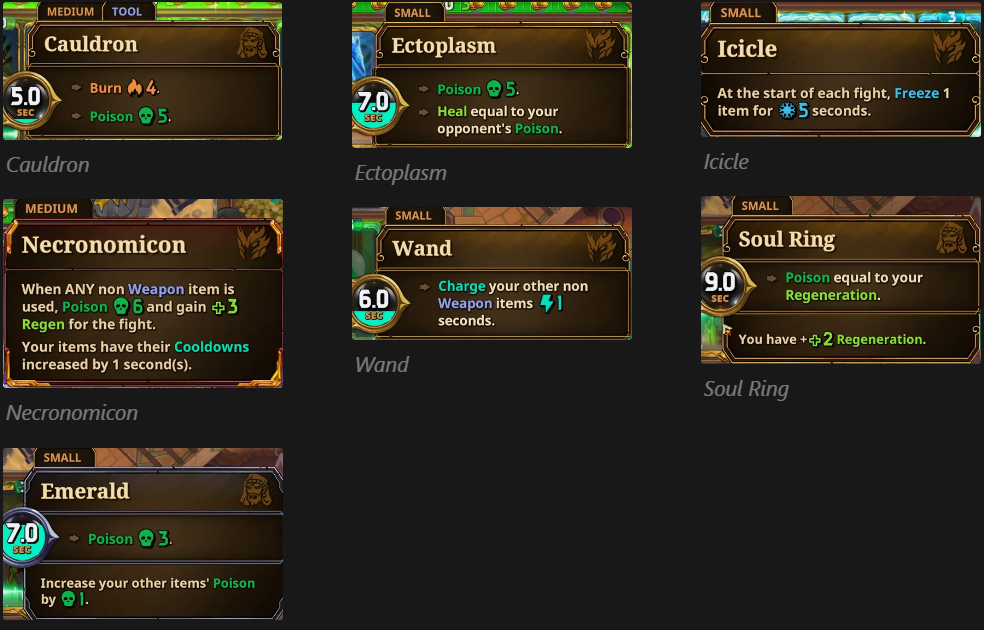 MEDIUM TOOL
Cauldron
5.0
SEC
Burn 4.
Poison 5.
Cauldron
SMALL
5
Ectoplasm
7.0
SEC
Poison 5.
Heal equal to your
opponent's Poison.
Ectoplasm
SMALL
3
Icicle
At the start of each fight, Freeze 1
item for 5 seconds.
Icicle
MEDIUM
Necronomicon
When ANY non Weapon item is
used, Poison 6 and gain +3
Regen for the fight.
Your items have their Cooldowns
increased by 1 second(s).
Necronomicon
SMALL
Wand
6.0
SEC
Charge your other non
Weapon items 1
seconds.
Wand
SMALL
Soul Ring
9.0
SEC
Poison equal to your
Regeneration.
You have +2 Regeneration.
Soul Ring
SMALL
Emerald
7.0
SEC
Poison 3.
Increase your other items' Poison
by 1.